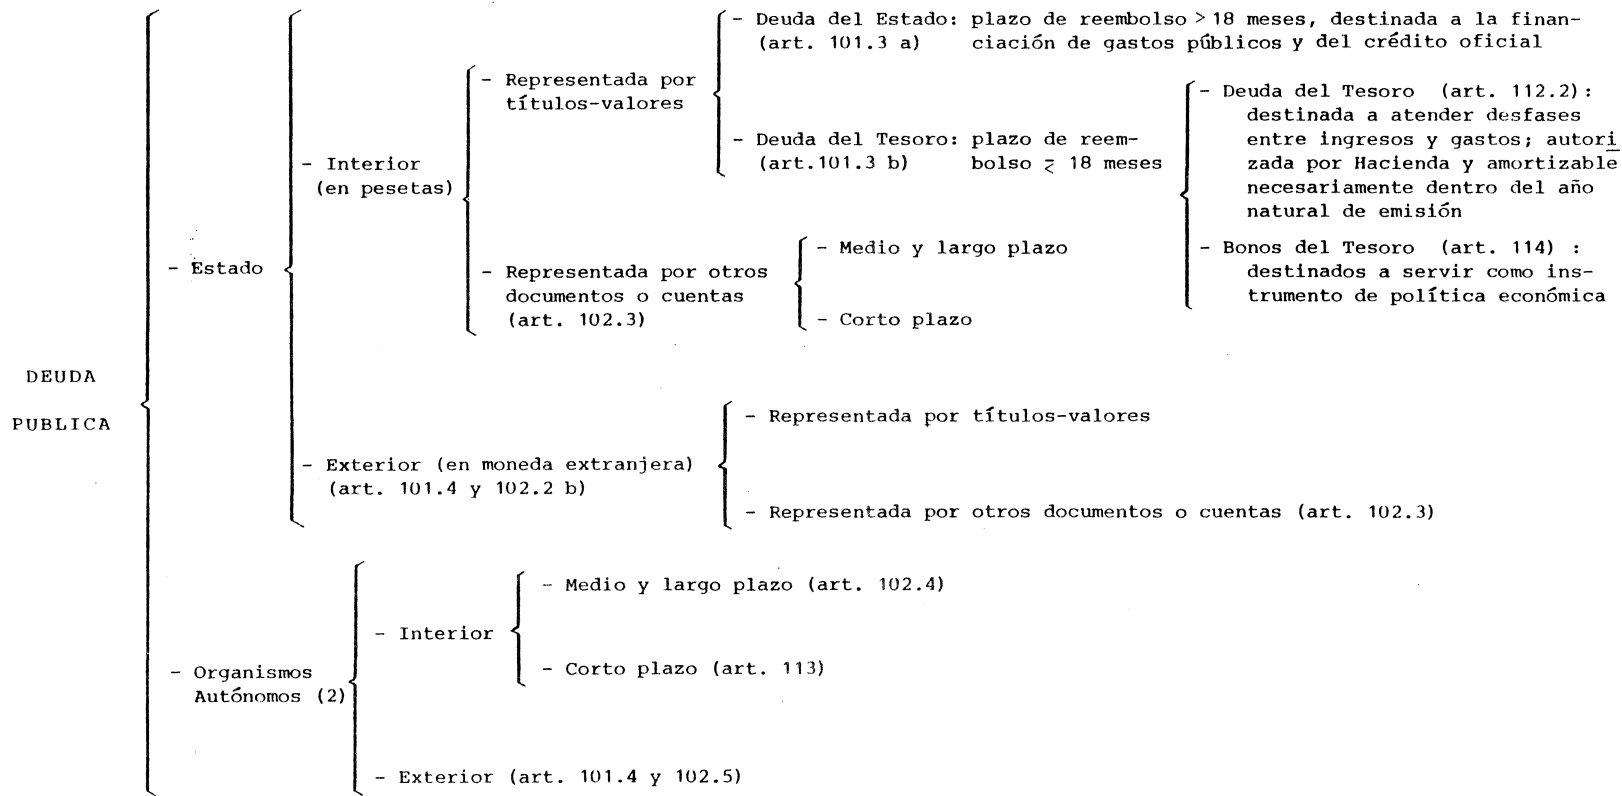 DEUDA
PUBLICA
- Estado
- Interior
(en pesetas)
- Representada por
títulos-valores
- Deuda del Estado: plazo de reembolso > 18 meses, destinada a la finan-
(art. 101.3 a) ciación de gastos públicos y del crédito oficial
- Deuda del Tesoro: plazo de reem-
(art.101.3 b) bolso ⋜ 18 meses
- Deuda del Tesoro (art. 112.2):
destinada a atender desfases
entre ingresos y gastos; autori
zada por Hacienda y amortizable
necesariamente dentro del año
natural de emisión
- Bonos del Tesoro (art. 114) :
destinados a servir como ins-
trumento de política económica
- Representada por otros
documentos o cuentas
(art. 102.3)
- Medio y largo plazo
- Corto plazo
- Exterior (en moneda extranjera)
(art. 101.4 y 102.2 b)
- Representada por títulos-valores
- Representada por otros documentos o cuentas (art. 102.3)
- Organismos
Autónomos (2)
- Interior
- Medio y largo plazo (art. 102.4)
- Corto plazo (art. 113)
- Exterior (art. 101.4 y 102.5)